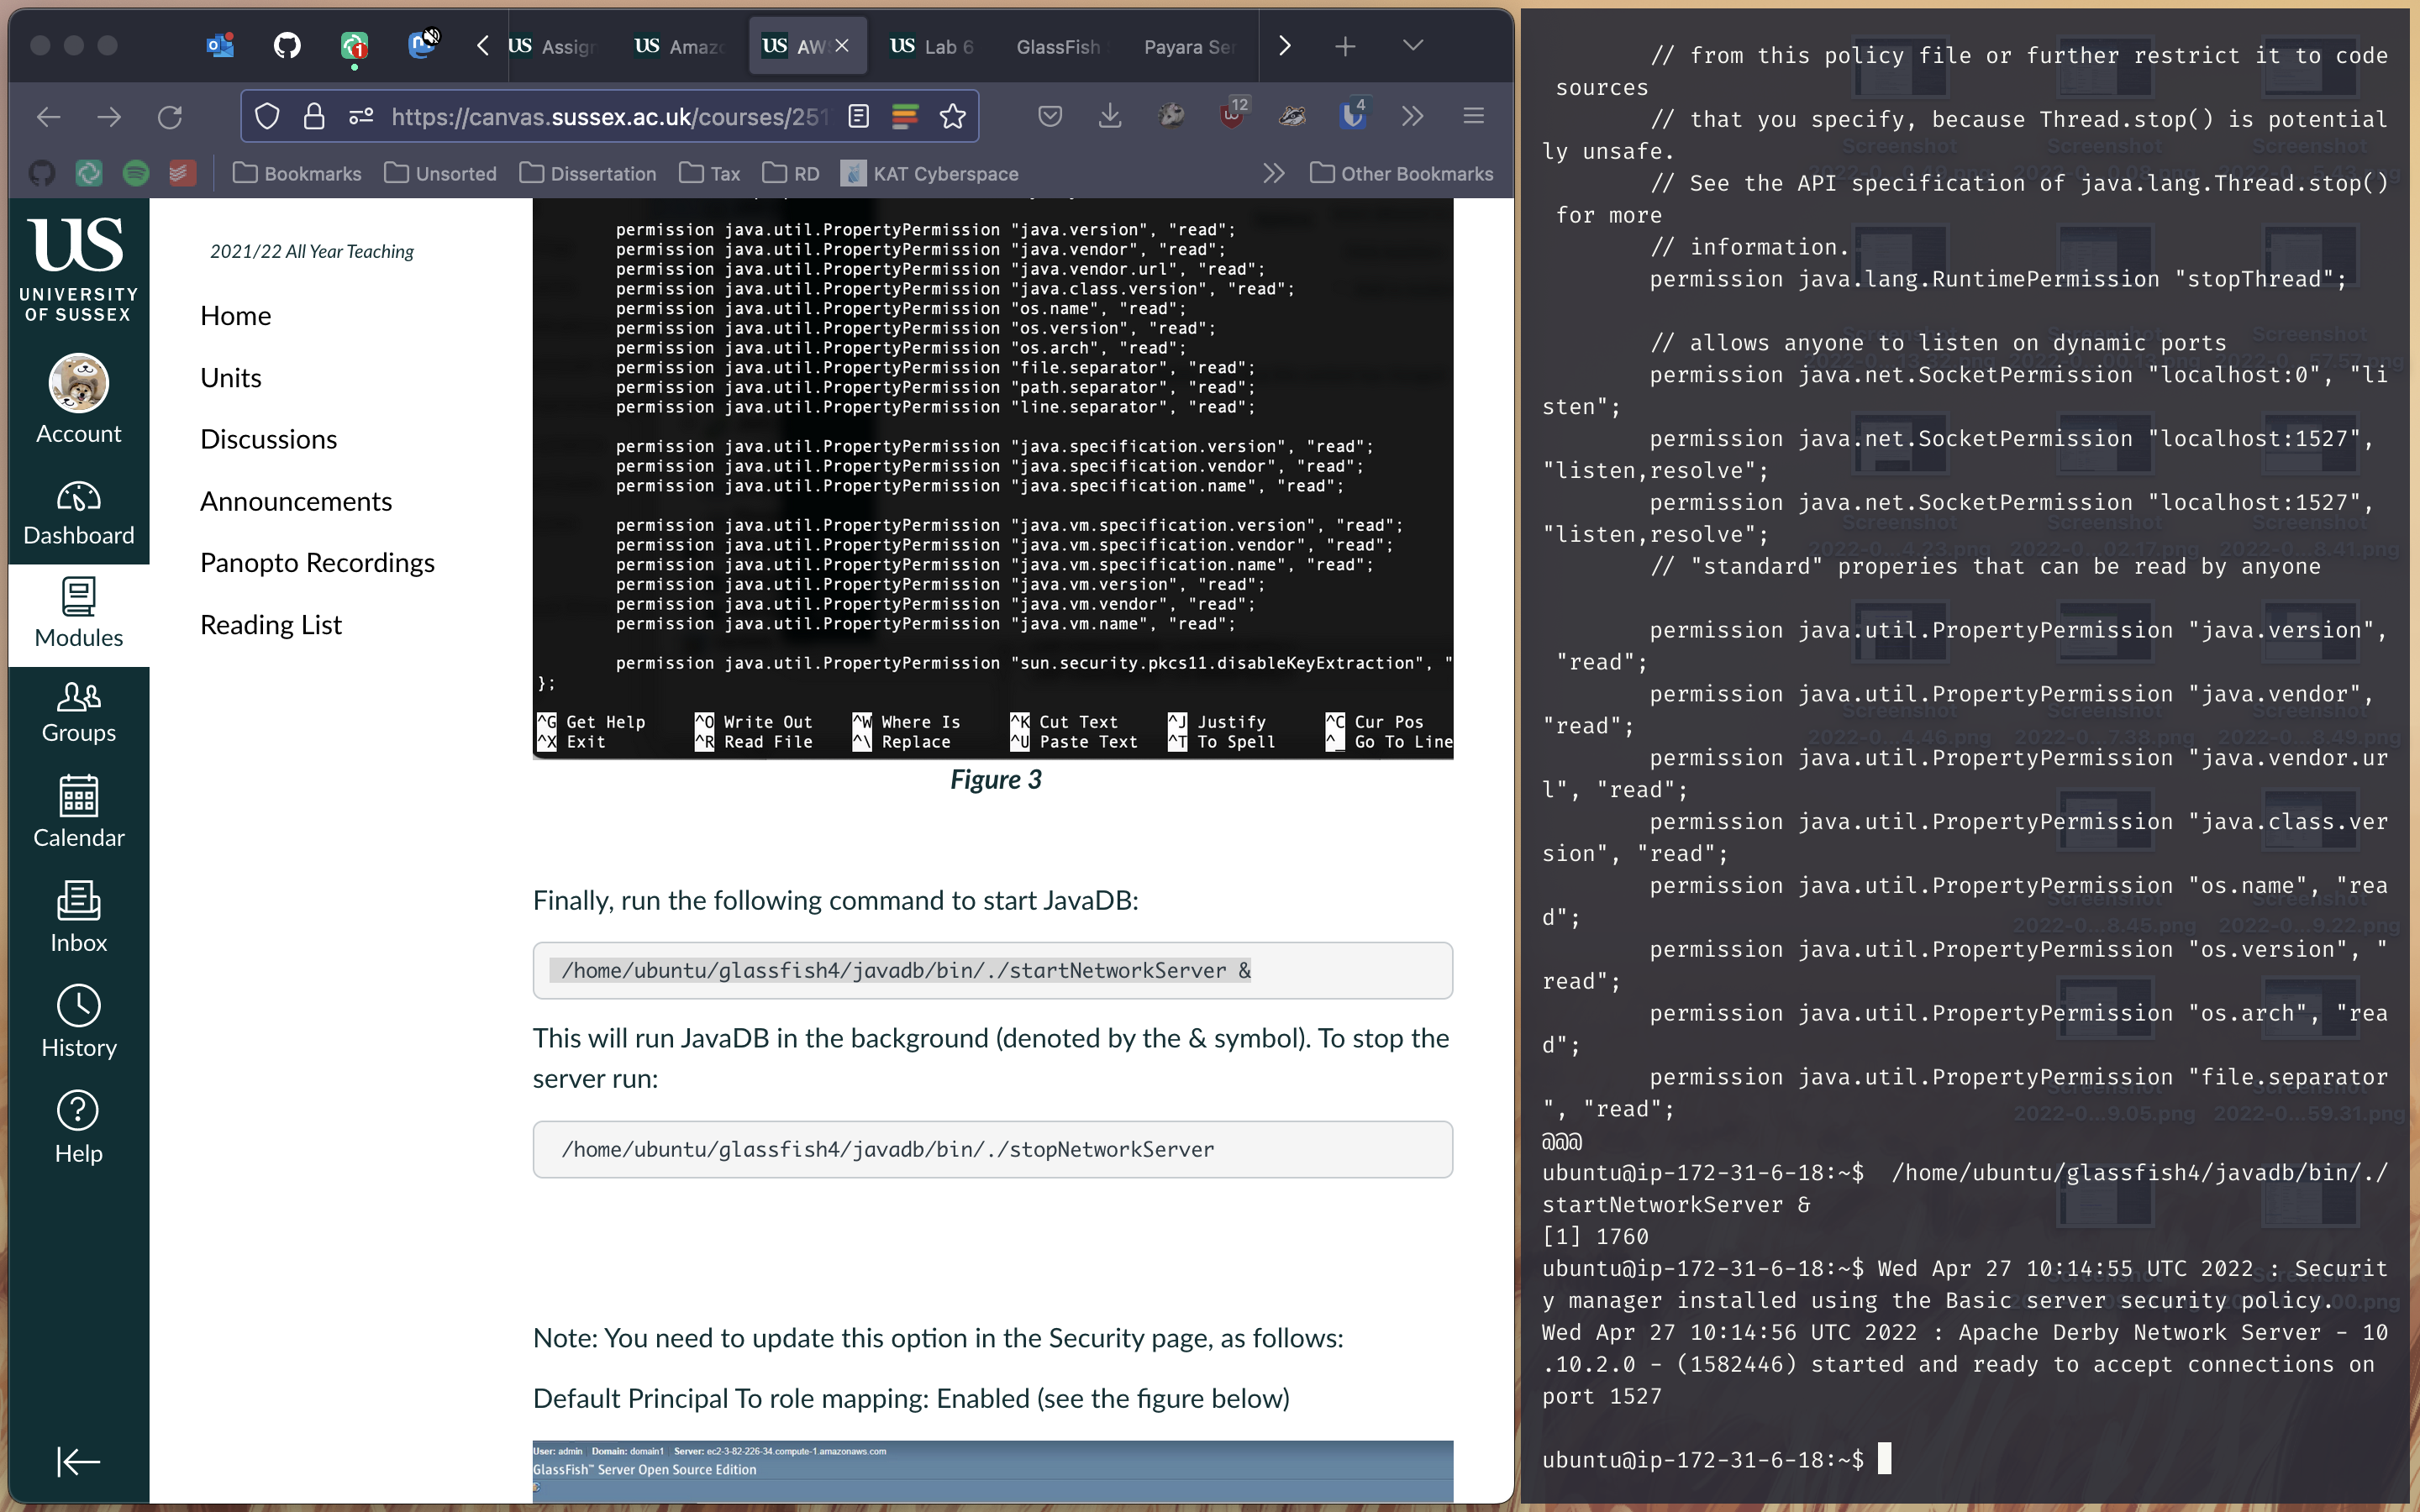 Assign
Amaz
AW
Lab 6
GlassFish
Payara Se
https://canvas.sussex.ac.uk/courses/251
12
4
Bookmarks
Unsorted
Dissertation
Tax
RD
KAT Cyberspace
Other Bookmarks
US
UNIVERSITY
OF SUSSEX
Account
Dashboard
Modules
Groups
Calendar
Inbox
History
Help
2021/22 All Year Teaching
Home
Units
Discussions
Announcements
Panopto Recordings
Reading List
permission java.util.PropertyPermission "java.version", "read";
permission java.util.PropertyPermission "java.vendor", "read";
permission java.util.PropertyPermission "java.vendor.url", "read";
permission java.util.PropertyPermission "java.class.version", "read";
permission java.util.PropertyPermission "os.name", "read";
permission java.util.PropertyPermission "os.version", "read";
permission java.util.PropertyPermission "os.arch", "read";
permission java.util.PropertyPermission "file.separator", "read";
permission java.util.PropertyPermission "path.separator", "read";
permission java.util.PropertyPermission "line.separator", "read";
permission java.util.PropertyPermission "java.specification.version", "read";
permission java.util.PropertyPermission "java.specification.vendor", "read";
permission java.util.PropertyPermission "java.specification.name", "read";
permission java.util.PropertyPermission "java.vm.specification.version", "read";
permission java.util.PropertyPermission "java.vm.specification.vendor", "read";
permission java.util.PropertyPermission "java.vm.specification.name", "read";
permission java.util.PropertyPermission "java.vm.version", "read";
permission java.util.PropertyPermission "java.vm.vendor", "read";
permission java.util.PropertyPermission "java.vm.name", "read";
permission java.util.PropertyPermission "sun.security.pkcs11.disableKeyExtraction", "
};
^G Get Help ^O Write Out ^W Where Is ^K Cut Text ^J Justify ^C Cur Pos
^X Exit ^R Read File ^\ Replace ^U Paste Text ^T To Spell ^_ Go To Line
Figure 3
Finally, run the following command to start JavaDB:
/home/ubuntu/glassfish4/javadb/bin/./startNetworkServer &
This will run JavaDB in the background (denoted by the & symbol). To stop the
server run:
/home/ubuntu/glassfish4/javadb/bin/./stopNetworkServer
Note: You need to update this option in the Security page, as follows:
Default Principal To role mapping: Enabled (see the figure below)
User: admin Domain: domain1 Server: ec2-3-82-226-34.compute-1.amazonaws.com
GlassFish™ Server Open Source Edition
// from this policy file or further restrict it to code
sources
// that you specify, because Thread.stop() is potential
ly unsafe.
// See the API specification of java.lang.Thread.stop()
for more
// information.
permission java.lang.RuntimePermission "stopThread";
// allows anyone to listen on dynamic ports
permission java.net.SocketPermission "localhost:0", "li
sten";
permission java.net.SocketPermission "localhost:1527",
"listen,resolve";
permission java.net.SocketPermission "localhost:1527",
"listen,resolve";
// "standard" properies that can be read by anyone
permission java.util.PropertyPermission "java.version",
"read";
permission java.util.PropertyPermission "java.vendor",
"read";
permission java.util.PropertyPermission "java.vendor.ur
l", "read";
permission java.util.PropertyPermission "java.class.ver
sion", "read";
permission java.util.PropertyPermission "os.name", "rea
d";
permission java.util.PropertyPermission "os.version", "
read";
permission java.util.PropertyPermission "os.arch", "rea
d";
permission java.util.PropertyPermission "file.separator
", "read";
@@@
ubuntu@ip-172-31-6-18:~$  /home/ubuntu/glassfish4/javadb/bin/./
startNetworkServer &
[1] 1760
ubuntu@ip-172-31-6-18:~$ Wed Apr 27 10:14:55 UTC 2022 : Securit
y manager installed using the Basic server security policy.
Wed Apr 27 10:14:56 UTC 2022 : Apache Derby Network Server - 10
.10.2.0 - (1582446) started and ready to accept connections on
port 1527
ubuntu@ip-172-31-6-18:~$